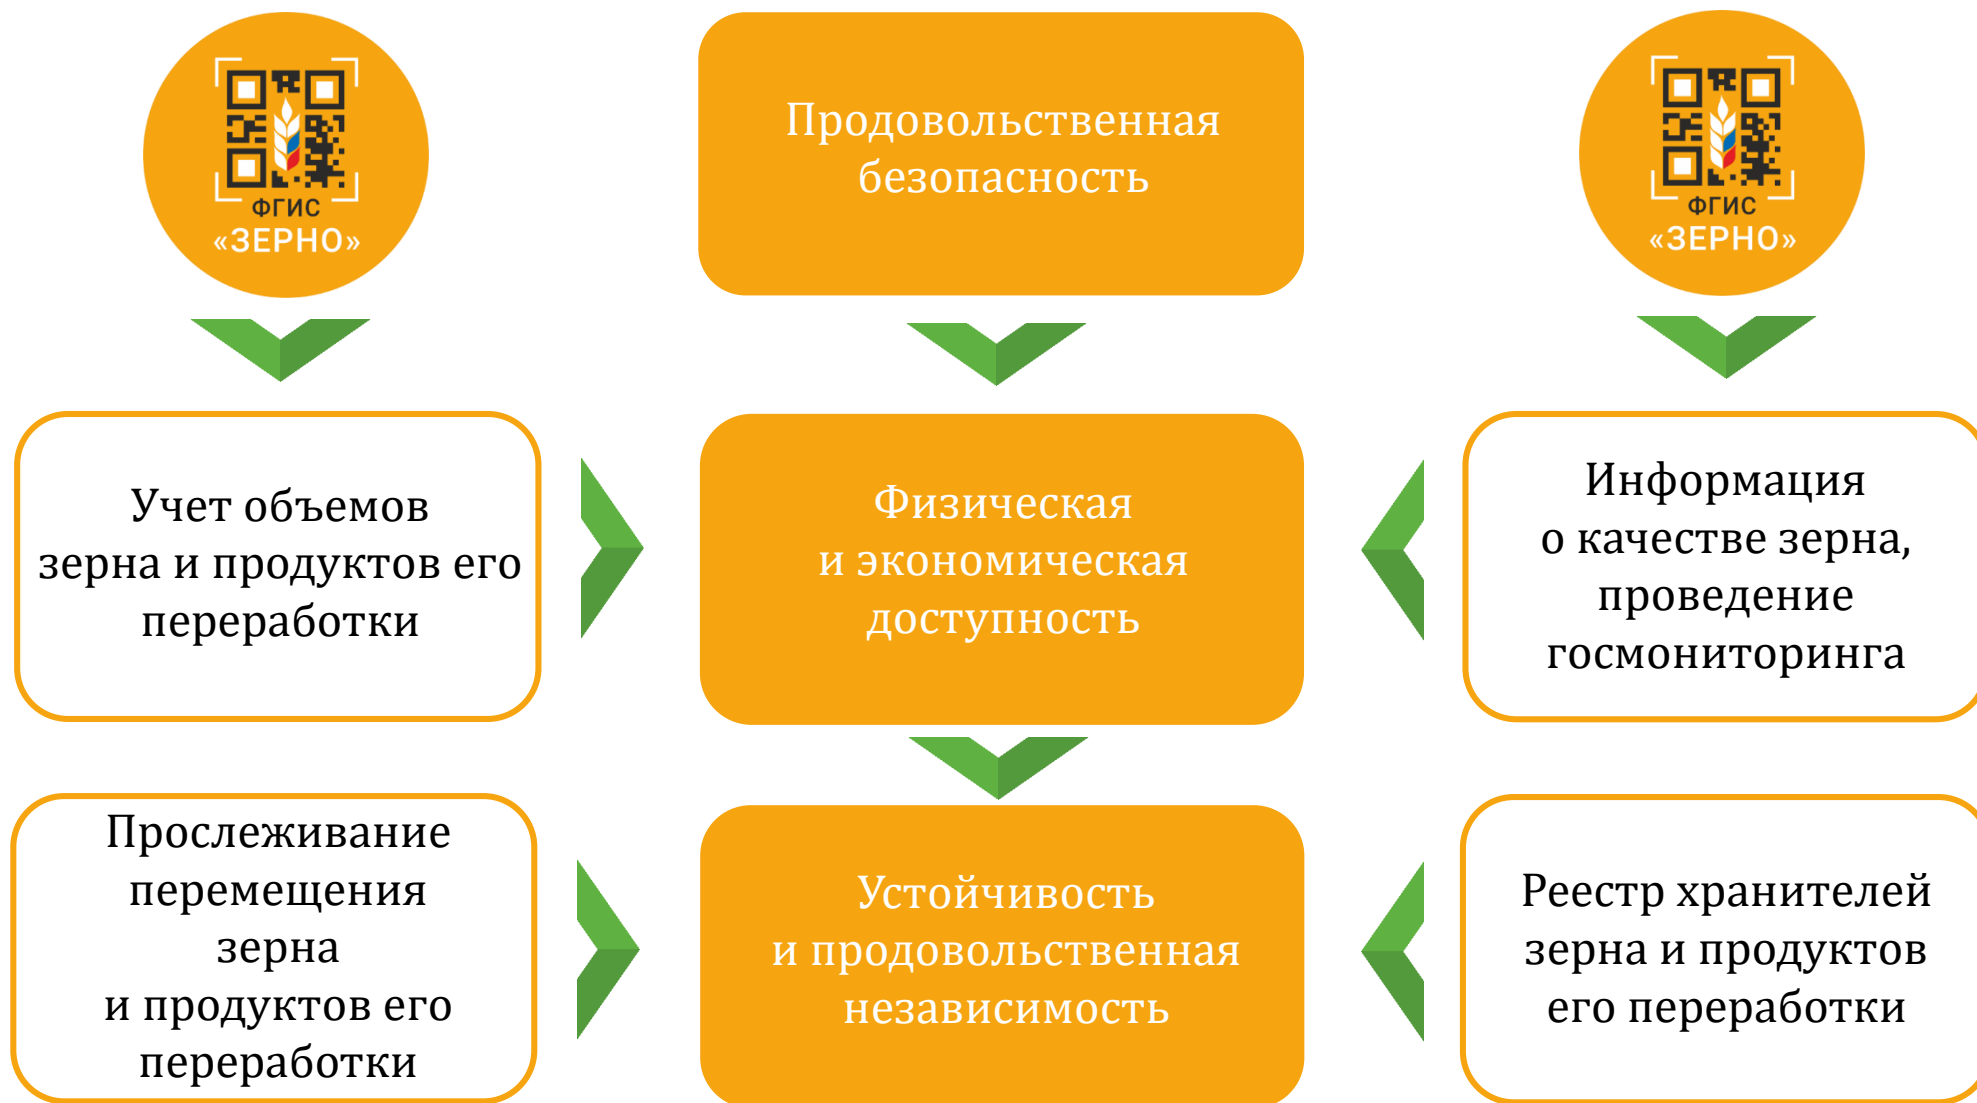 ФГИС
«ЗЕРНО»
Продовольственная
безопасность
ФГИС
«ЗЕРНО»
Учет объемов
зерна и продуктов его
переработки
Физическая
и экономическая
доступность
Информация
о качестве зерна,
проведение
госмониторинга
Прослеживание
перемещения
зерна
и продуктов его
переработки
Устойчивость
и продовольственная
независимость
Реестр хранителей
зерна и продуктов
его переработки